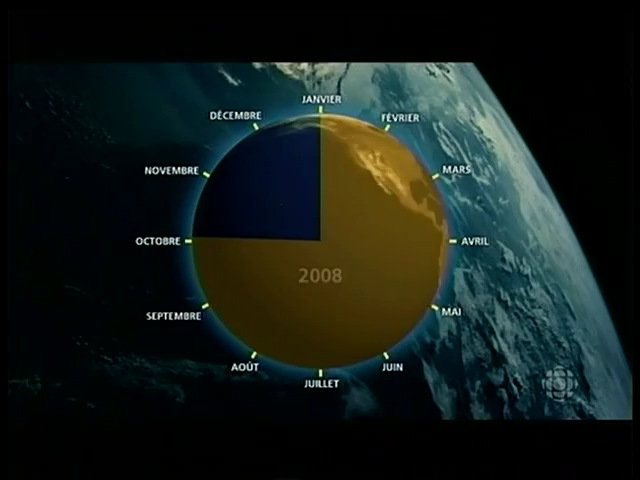 JANVIER
FÉVRIER
MARS
AVRIL
MAI
JUIN
JUILLET
AOÛT
SEPTEMBRE
OCTOBRE
NOVEMBRE
DÉCEMBRE
2008